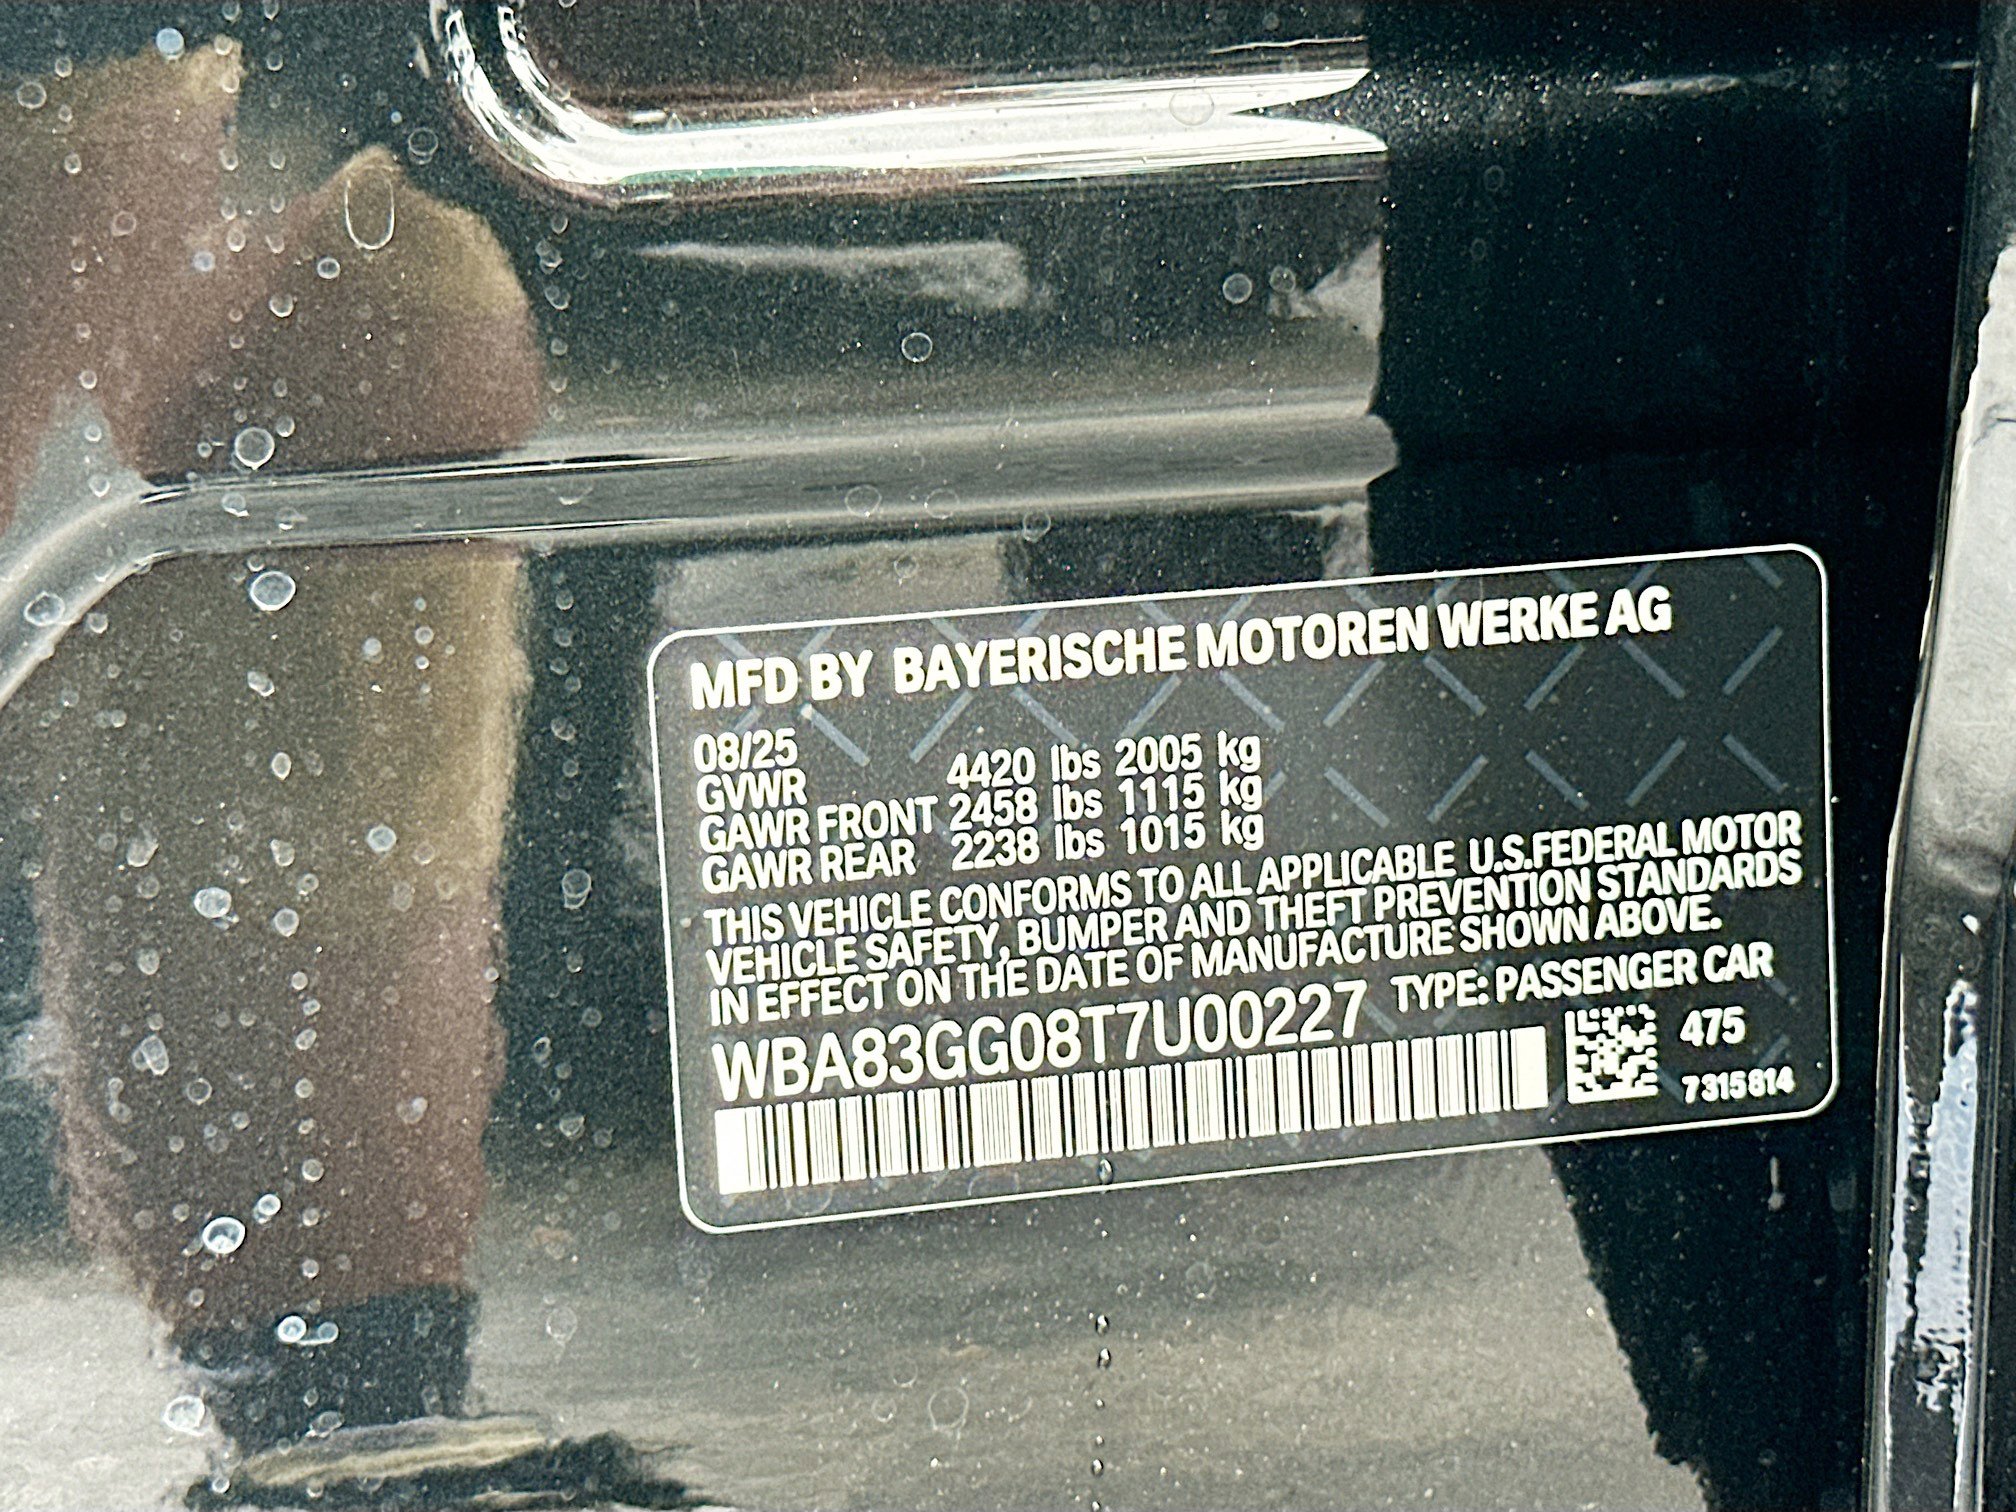 MFD BY BAYERISCHE MOTOREN WERKE AG
08/25
GVWR 4420 lbs 2005 kg
GAWR FRONT 2458 lbs 1115 kg
GAWR REAR 2238 lbs 1015 kg
THIS VEHICLE CONFORMS TO ALL APPLICABLE U.S.FEDERAL MOTOR
VEHICLE SAFETY, BUMPER AND THEFT PREVENTION STANDARDS
IN EFFECT ON THE DATE OF MANUFACTURE SHOWN ABOVE.
WBA83GG08T7U00227 TYPE: PASSENGER CAR
475
7315814